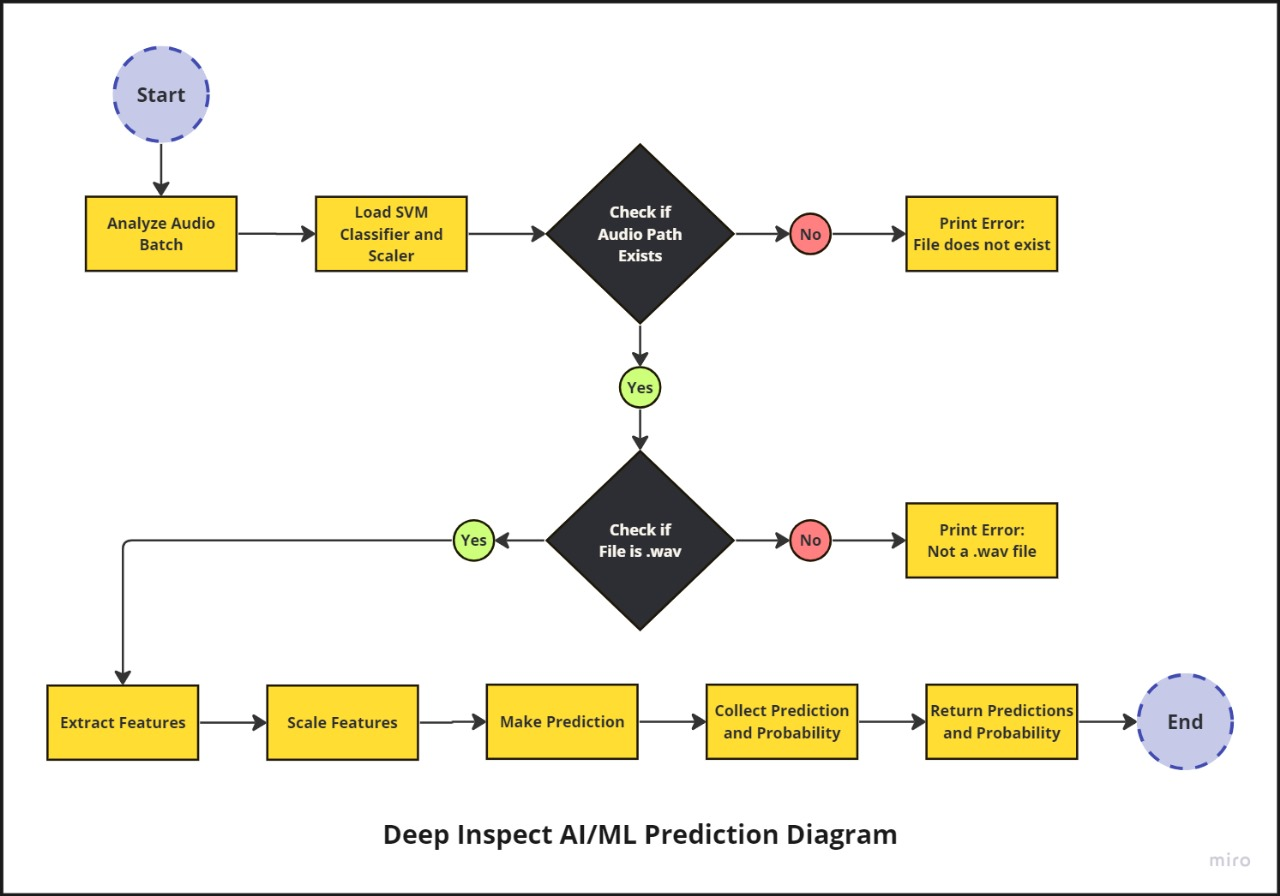 Start
Analyze Audio
Batch
Load SVM
Classifier and
Scaler
Check if
Audio Path
Exists
No
Print Error:
File does not exist
Yes
Check if
File is .wav
Yes
No
Print Error:
Not a .wav file
Extract Features
Scale Features
Make Prediction
Collect Prediction
and Probability
Return Predictions
and Probability
End
Deep Inspect AI/ML Prediction Diagram
miro